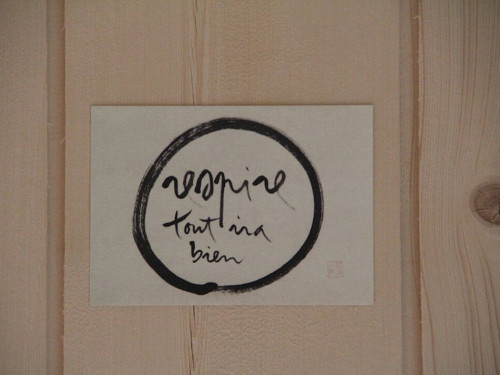 respire
tout ira
bien